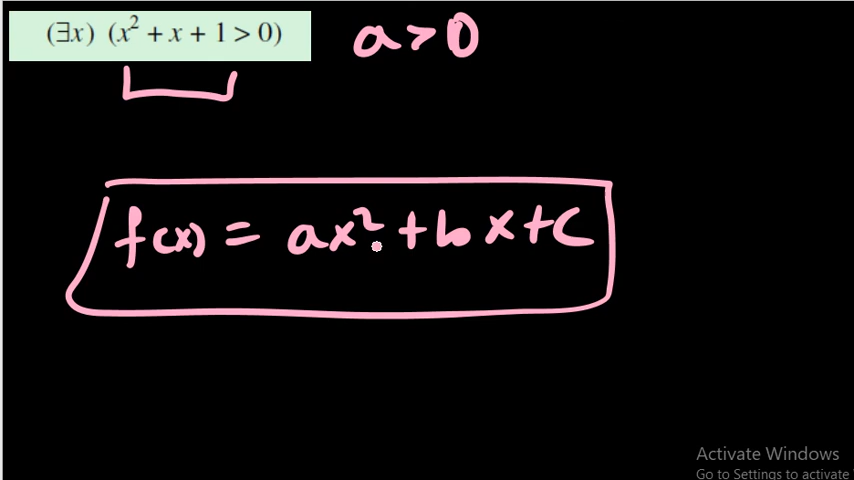 (∃x) (x² + x + 1 > 0)
a > 0
f(x) = ax² + bx + c
Activate Windows
Go to Settings to activate